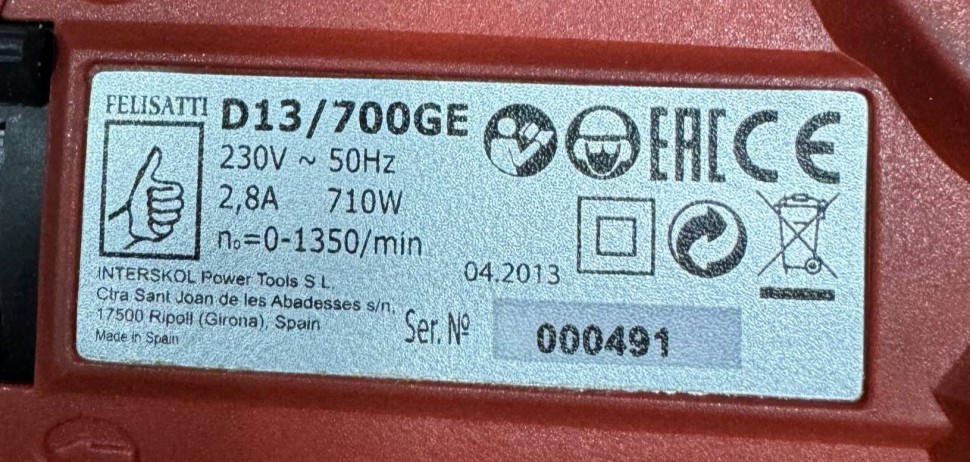 FELISATTI
D13/700GE
230V ~ 50Hz
2,8A 710W
n₀=0-1350/min
EAC CE
INTERSKOL Power Tools S L
Ctra Sant Joan de les Abadesses s/n,
17500 Ripoll (Girona), Spain
Made in Spain
04.2013
Ser. Nº 000491